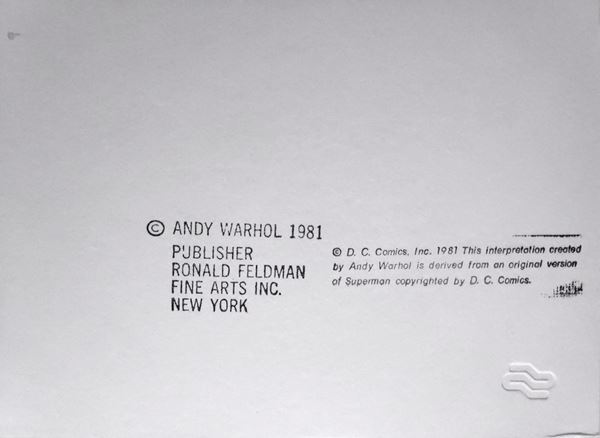 © ANDY WARHOL 1981
PUBLISHER
RONALD FELDMAN
FINE ARTS INC.
NEW YORK
© D. C. Comics, Inc. 1981 This interpretation created
by Andy Warhol is derived from an original version
of Superman copyrighted by D. C. Comics.